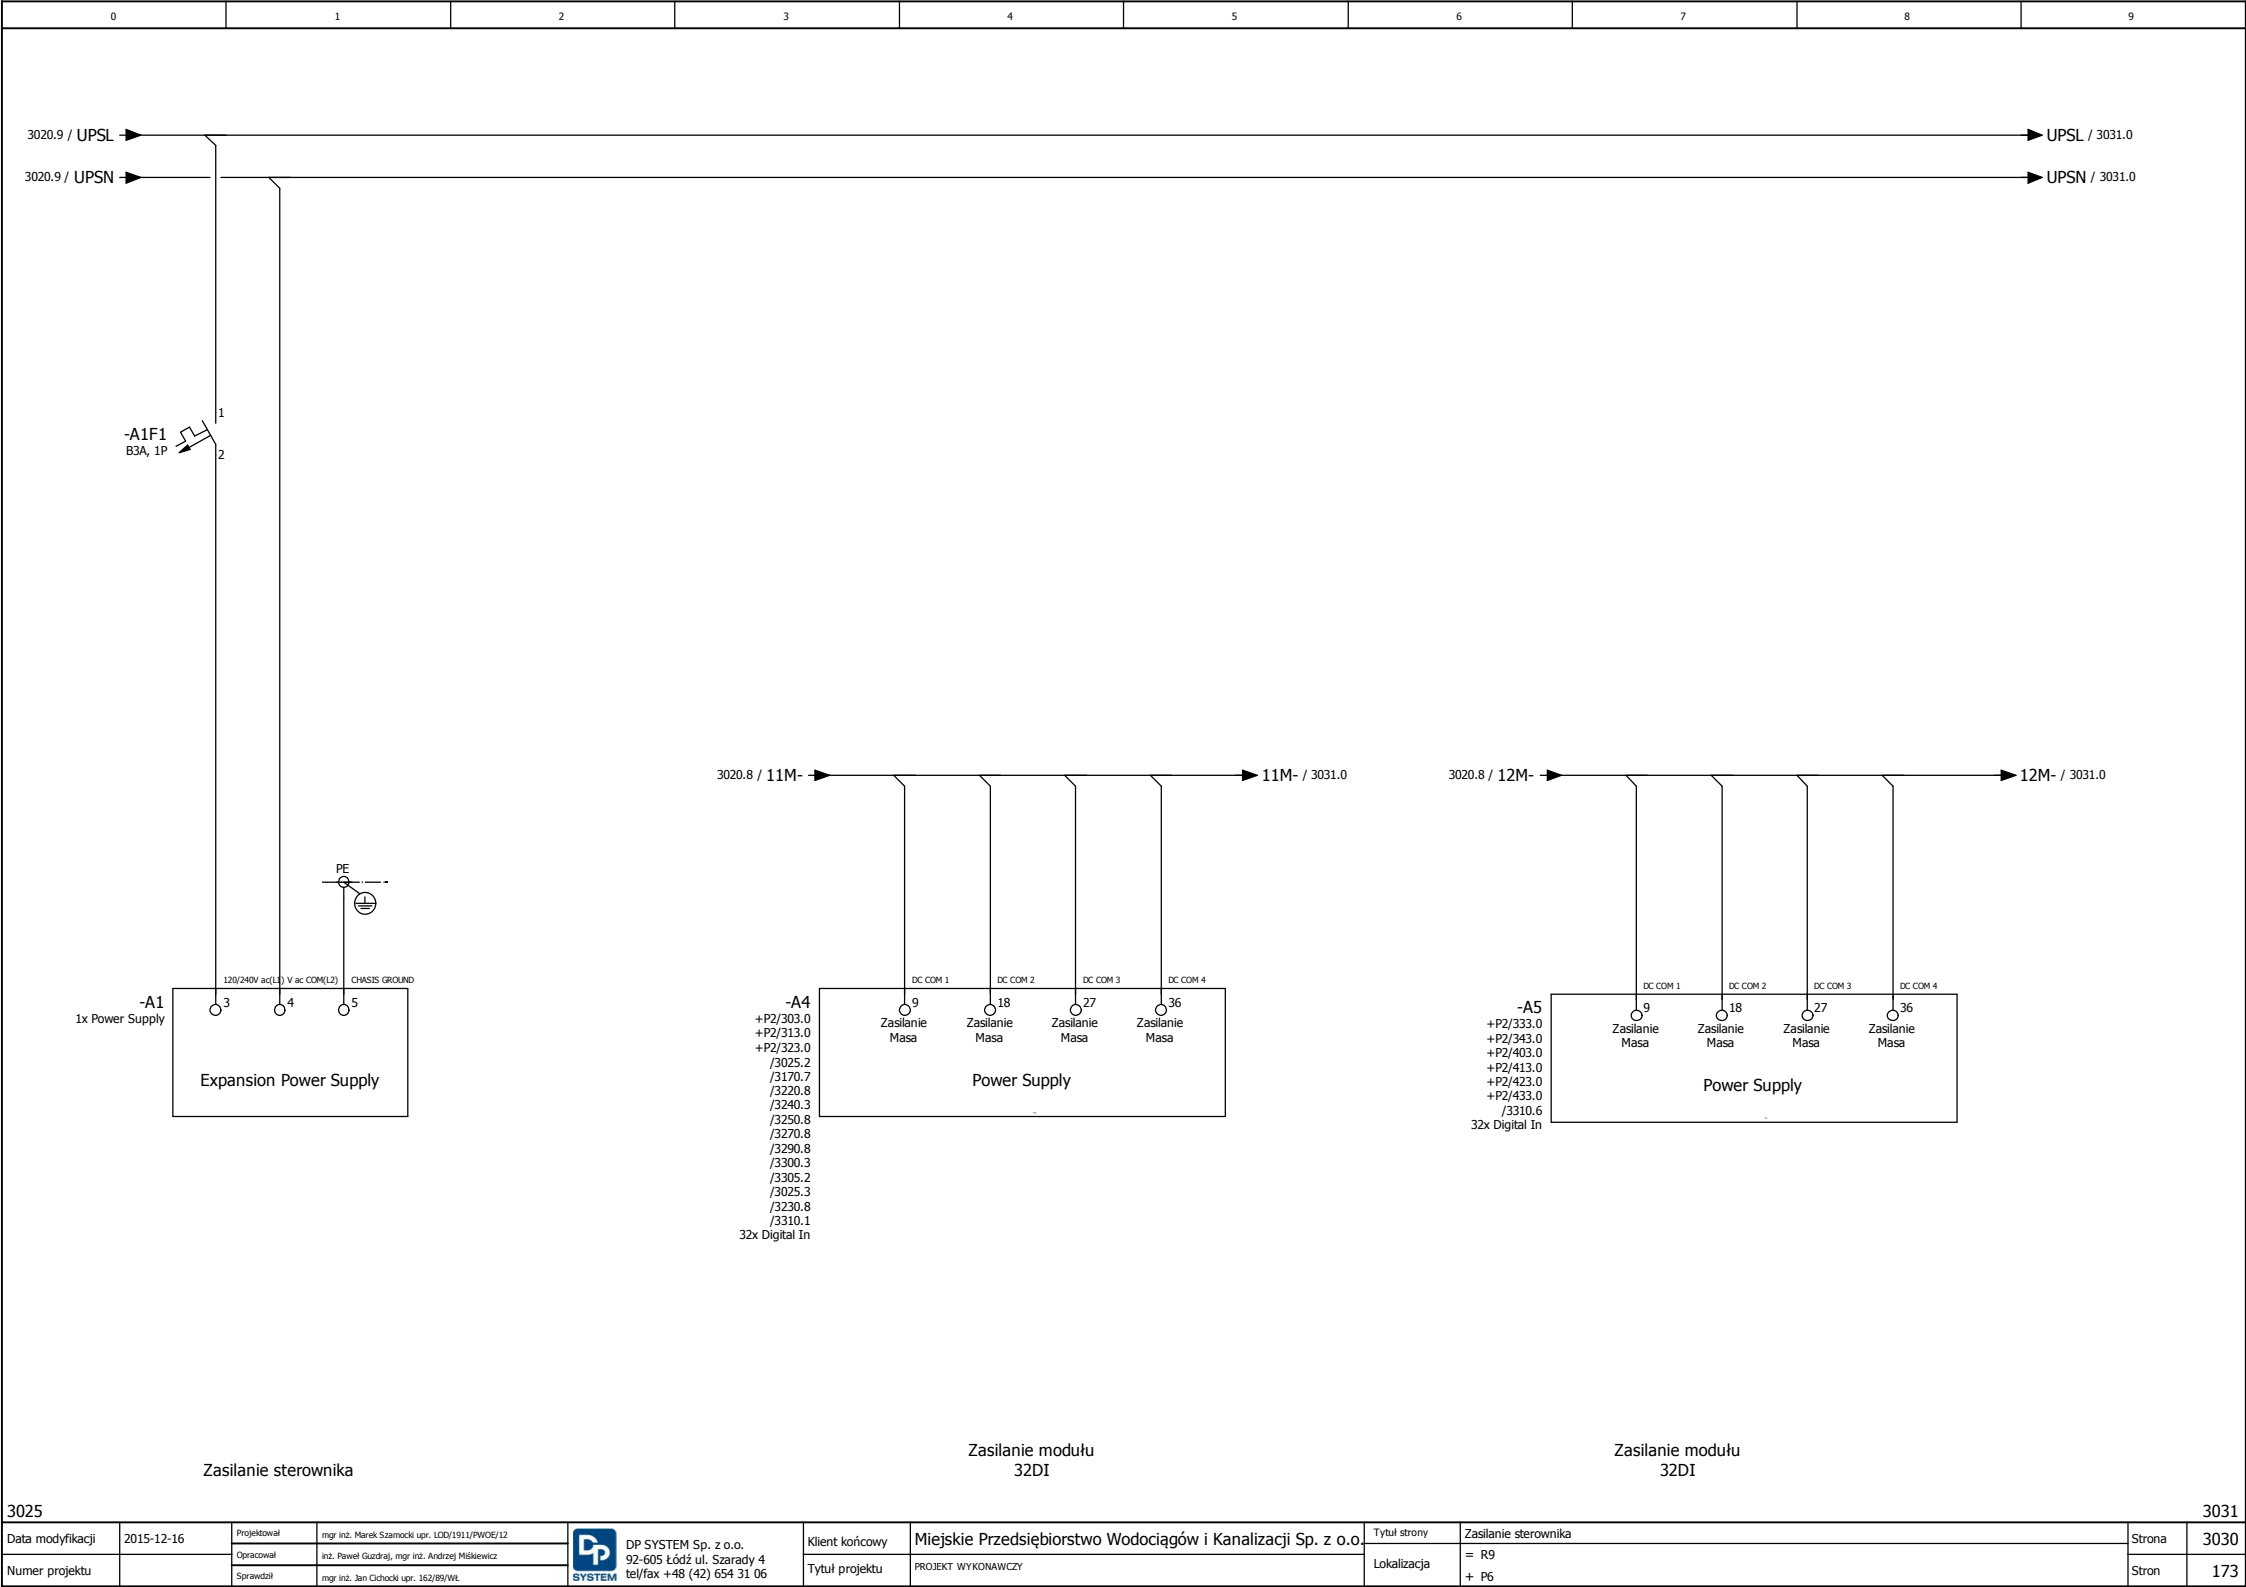 0 1 2 3 4 5 6 7 8 9
3020.9 / UPSL
UPSL / 3031.0
3020.9 / UPSN
UPSN / 3031.0
1
-A1F1
B3A, 1P
2
3020.8 / 11M-
11M- / 3031.0
3020.8 / 12M-
12M- / 3031.0
PE
120/240V ac(L1) V ac COM(L2) CHASIS GROUND
-A1
1x Power Supply
3 4 5
Expansion Power Supply
DC COM 1 DC COM 2 DC COM 3 DC COM 4
-A4
+P2/303.0
+P2/313.0
+P2/323.0
/3025.2
/3170.7
/3220.8
/3240.3
/3250.8
/3270.8
/3290.8
/3300.3
/3305.2
/3025.3
/3230.8
/3310.1
32x Digital In
9 18 27 36
Zasilanie Zasilanie Zasilanie Zasilanie
Masa Masa Masa Masa
Power Supply
DC COM 1 DC COM 2 DC COM 3 DC COM 4
-A5
+P2/333.0
+P2/343.0
+P2/403.0
+P2/413.0
+P2/423.0
+P2/433.0
/3310.6
32x Digital In
9 18 27 36
Zasilanie Zasilanie Zasilanie Zasilanie
Masa Masa Masa Masa
Power Supply
Zasilanie sterownika
Zasilanie modułu
32DI
Zasilanie modułu
32DI
3025
3031
Data modyfikacji 2015-12-16
Numer projektu
Projektował mgr inż. Marek Szamocki upr. LOD/1911/PWOE/12
Opracował inż. Paweł Guzdraj, mgr inż. Andrzej Miśkiewicz
Sprawdził mgr inż. Jan Cichocki upr. 162/89/WŁ
DP
SYSTEM
DP SYSTEM Sp. z o.o.
92-605 Łódź ul. Szarady 4
tel/fax +48 (42) 654 31 06
Klient końcowy Miejskie Przedsiębiorstwo Wodociągów i Kanalizacji Sp. z o.o.
Tytuł projektu PROJEKT WYKONAWCZY
Tytuł strony Zasilanie sterownika
Lokalizacja = R9
+ P6
Strona 3030
Stron 173